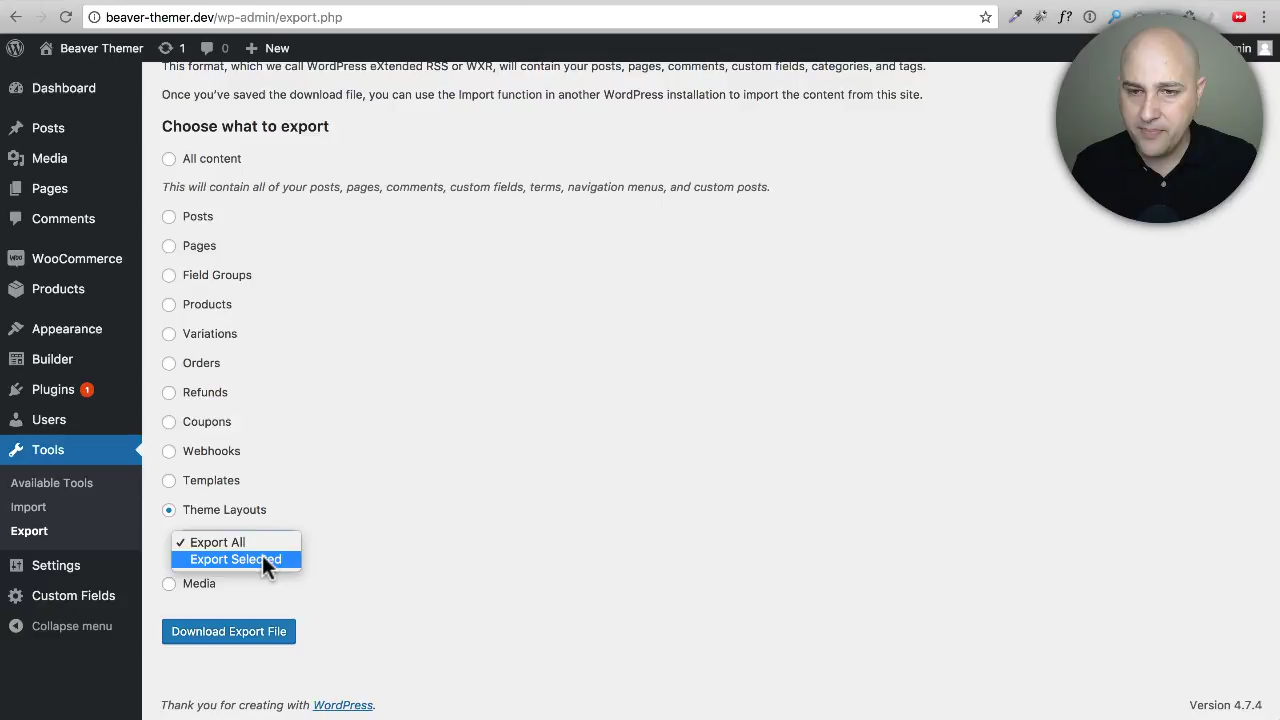 beaver-themer.dev/wp-admin/export.php
f?
Beaver Themer 1 0 New
min
Dashboard
Posts
Media
Pages
Comments
WooCommerce
Products
Appearance
Builder
Plugins 1
Users
Tools
Available Tools
Import
Export
Settings
Custom Fields
Collapse menu
This format, which we call WordPress eXtended RSS or WXR, will contain your posts, pages, comments, custom fields, categories, and tags.
Once you’ve saved the download file, you can use the Import function in another WordPress installation to import the content from this site.
Choose what to export
All content
This will contain all of your posts, pages, comments, custom fields, terms, navigation menus, and custom posts.
Posts
Pages
Field Groups
Products
Variations
Orders
Refunds
Coupons
Webhooks
Templates
Theme Layouts
✓ Export All
Export Selected
Media
Download Export File
Thank you for creating with WordPress.
Version 4.7.4